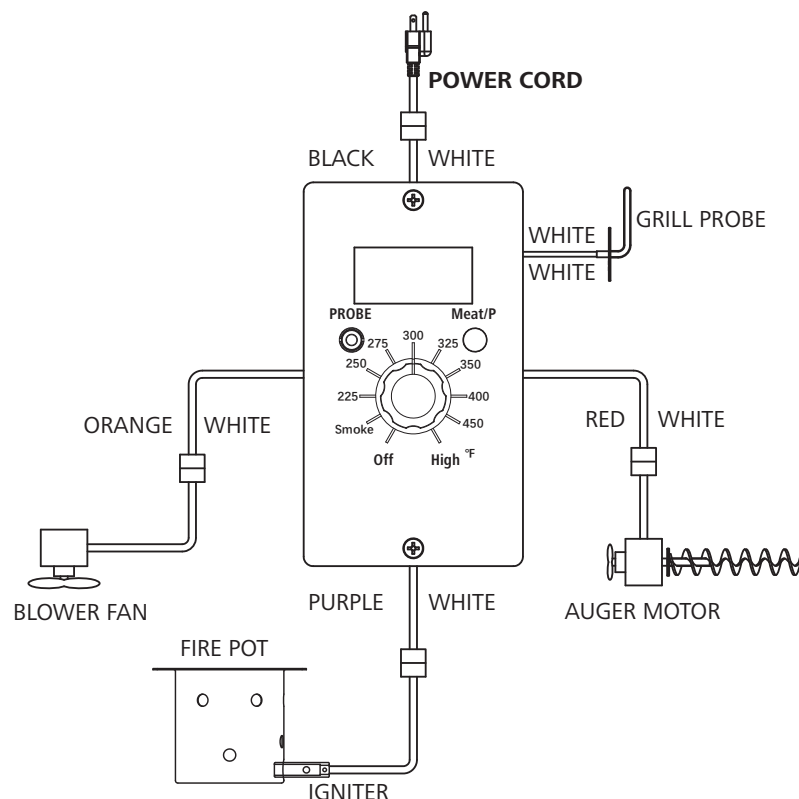 POWER CORD
BLACK WHITE
WHITE GRILL PROBE
WHITE
PROBE Meat/P
300
275 325
250 350
225 400
Smoke 450
Off High °F
ORANGE WHITE
RED WHITE
BLOWER FAN
PURPLE WHITE
AUGER MOTOR
FIRE POT
IGNITER